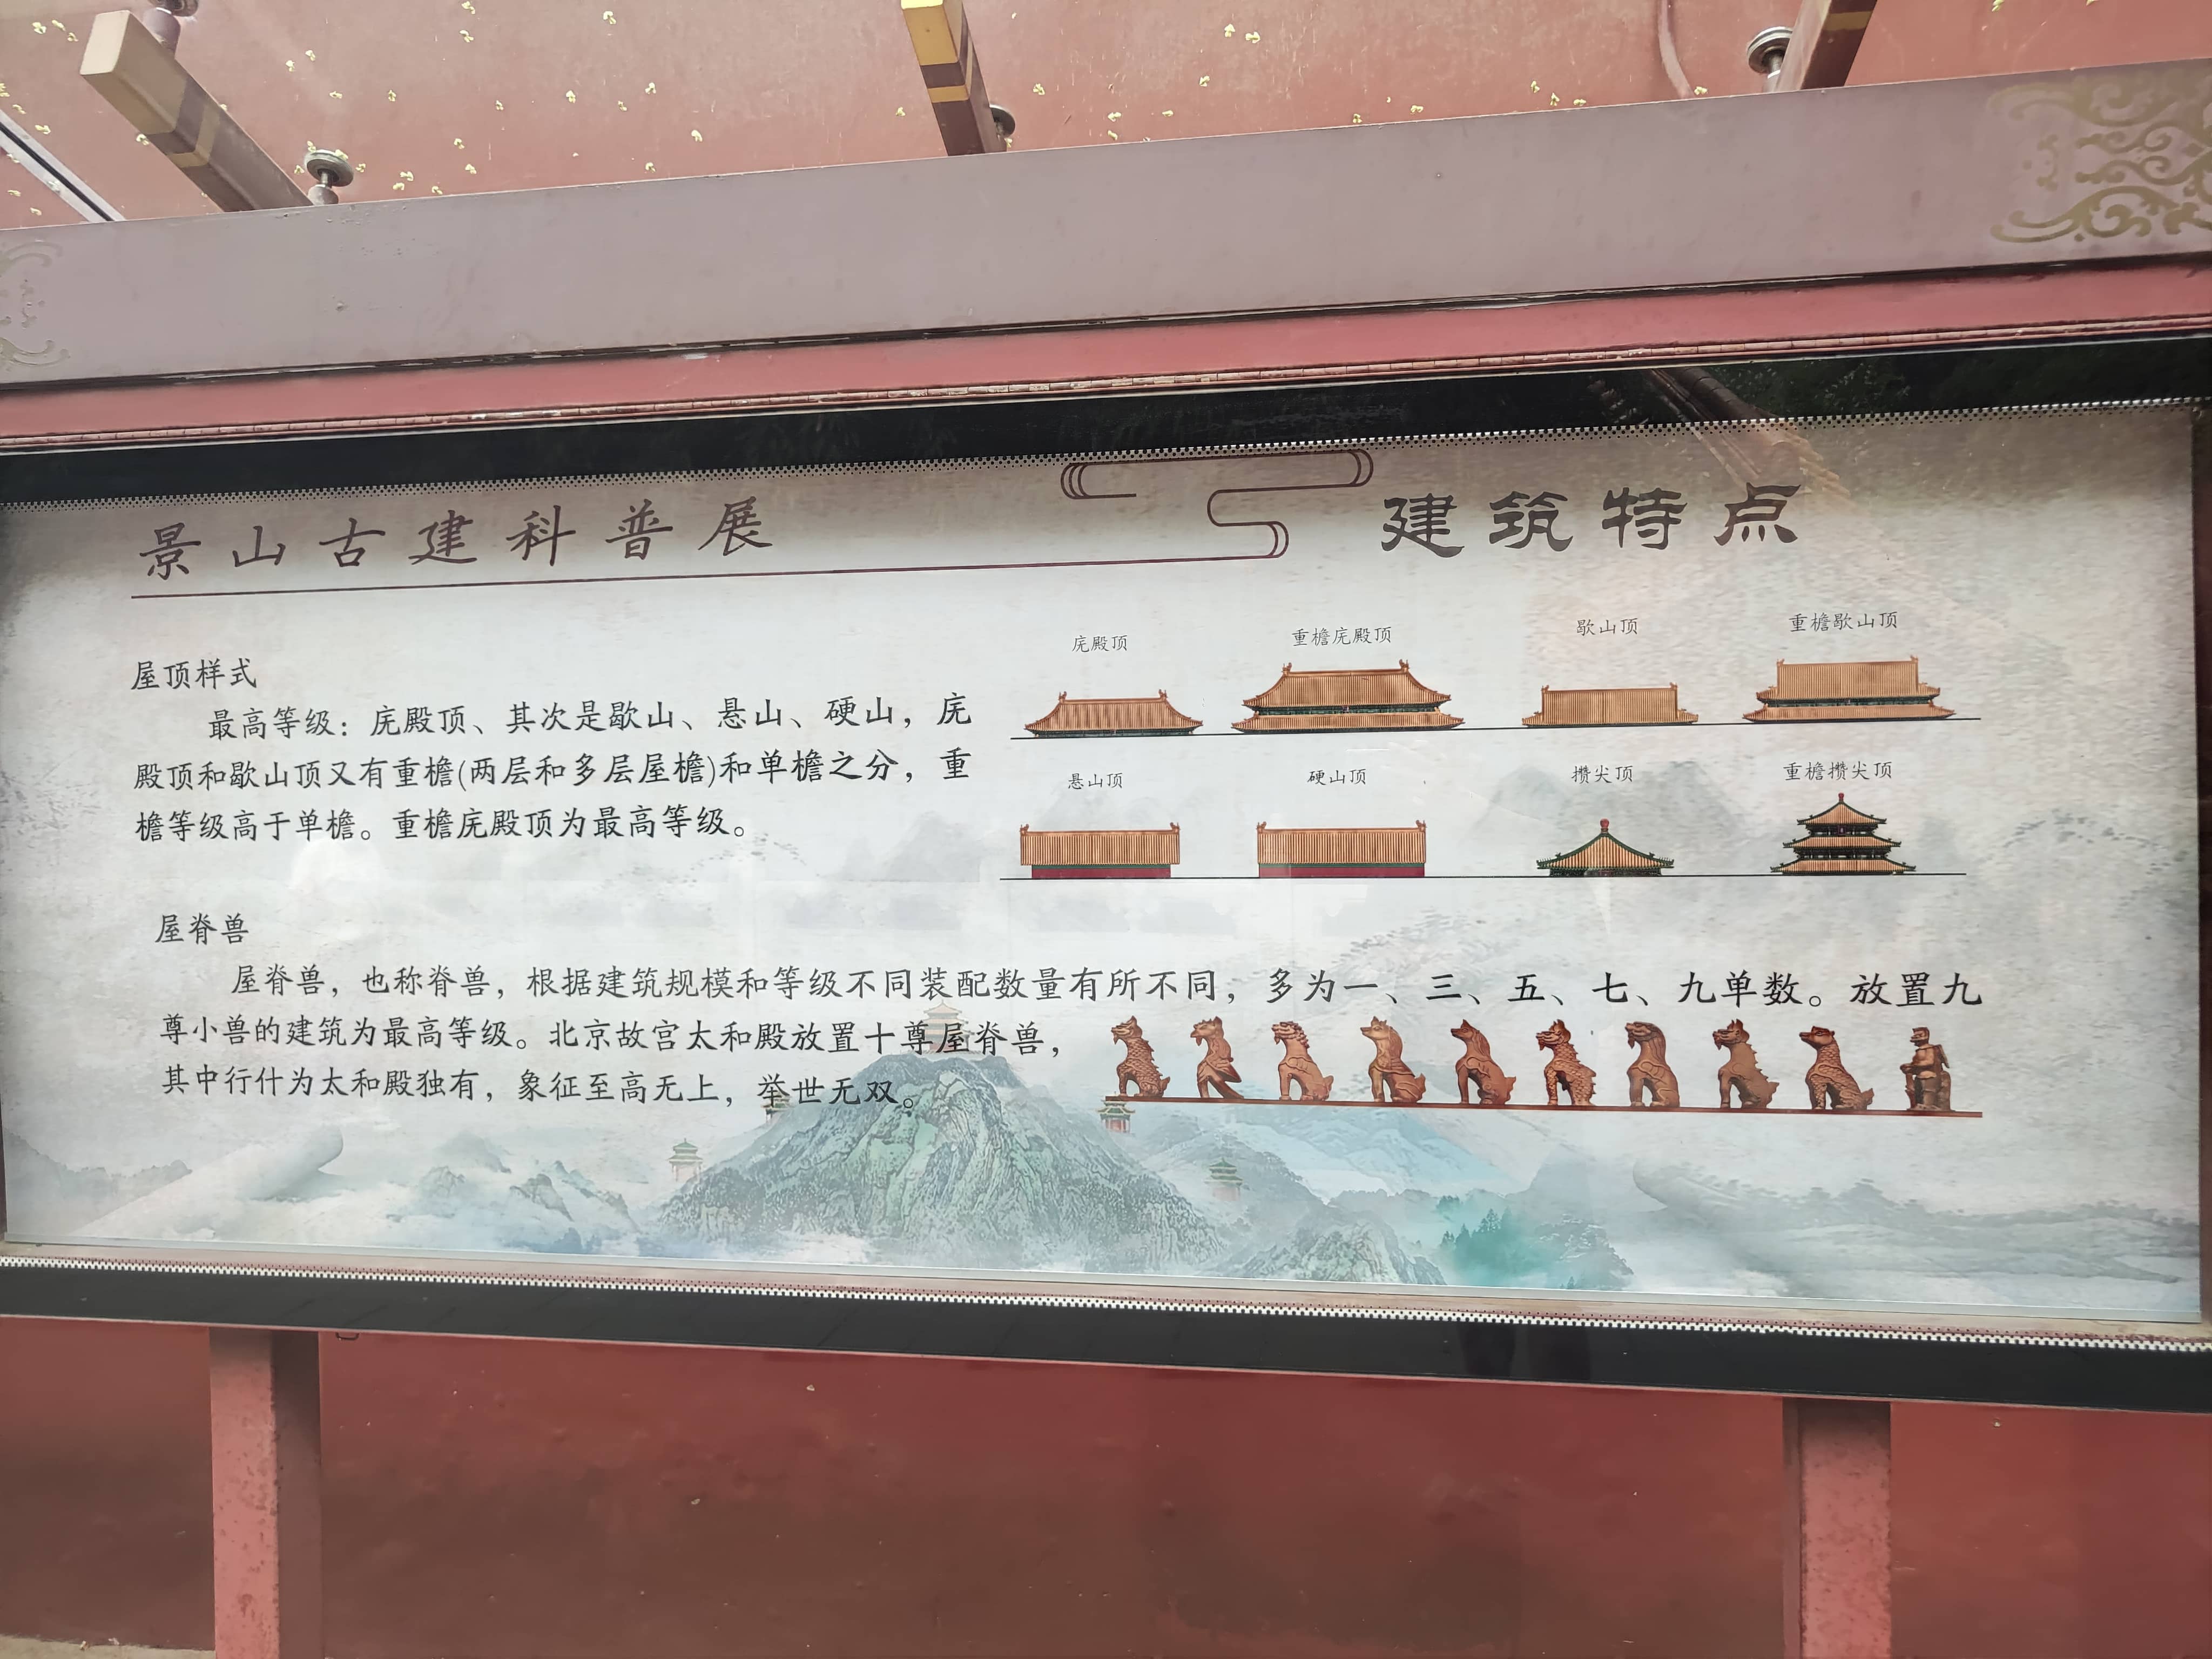 景山古建科普展
建筑特点
屋顶样式
最高等级：庑殿顶、其次是歇山、悬山、硬山，庑
殿顶和歇山顶又有重檐(两层和多层屋檐)和单檐之分，重
檐等级高于单檐。重檐庑殿顶为最高等级。
庑殿顶
重檐庑殿顶
歇山顶
重檐歇山顶
悬山顶
硬山顶
攒尖顶
重檐攒尖顶
屋脊兽
屋脊兽，也称脊兽，根据建筑规模和等级不同装配数量有所不同，多为一、三、五、七、九单数。放置九
尊小兽的建筑为最高等级。北京故宫太和殿放置十尊屋脊兽，
其中行什为太和殿独有，象征至高无上，举世无双。